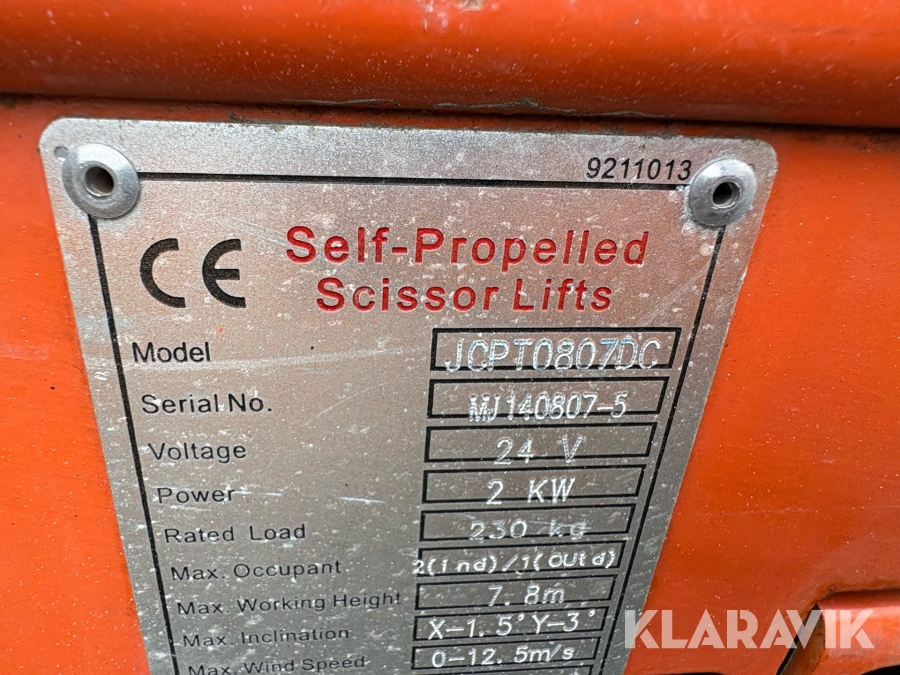 9211013
CE Self-Propelled
Scissor Lifts
Model JCPT0807DC
Serial No. MJ140807-5
Voltage 24 V
Power 2 KW
Rated Load 230 kg
Max. Occupant 2(ind)/1(outd)
Max. Working Height 7.8m
Max. Inclination X-1.5°Y-3°
Max. Wind Speed 0-12.5m/s
KLARAVIK